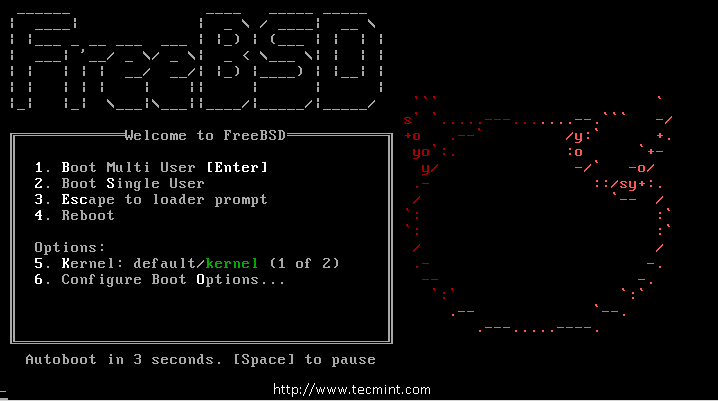 FreeBSD
Welcome to FreeBSD
1. Boot Multi User [Enter]
2. Boot Single User
3. Escape to loader prompt
4. Reboot
Options:
5. Kernel: default/kernel (1 of 2)
6. Configure Boot Options...
Autoboot in 3 seconds. [Space] to pause
http://www.tecmint.com